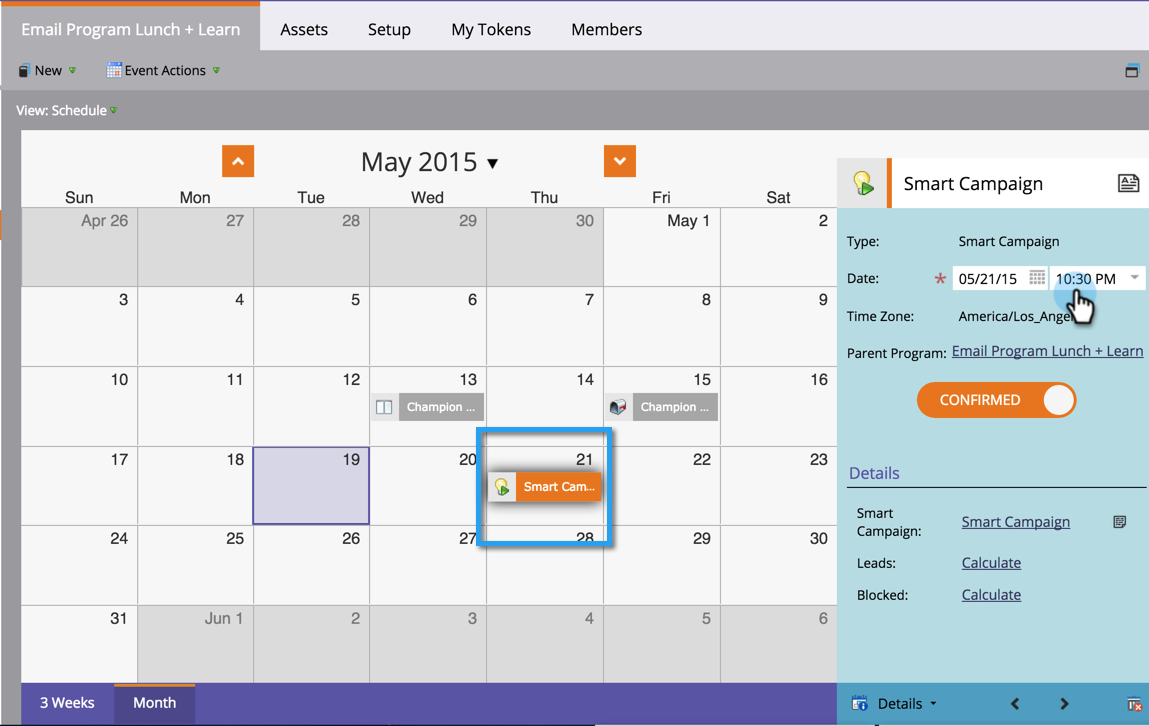 Email Program Lunch + Learn Assets Setup My Tokens Members
New Event Actions
View: Schedule
May 2015
Sun Mon Tue Wed Thu Fri Sat
Apr 26 27 28 29 30 May 1 2
3 4 5 6 7 8 9
10 11 12 13 14 15 16
Champion ... Champion ...
17 18 19 20 21 22 23
Smart Cam...
24 25 26 27 28 29 30
31 Jun 1 2 3 4 5 6
3 Weeks Month
Smart Campaign
Type: Smart Campaign
Date: * 05/21/15 10:30 PM
Time Zone: America/Los_Ange
Parent Program: Email Program Lunch + Learn
CONFIRMED
Details
Smart
Campaign: Smart Campaign
Leads: Calculate
Blocked: Calculate
Details